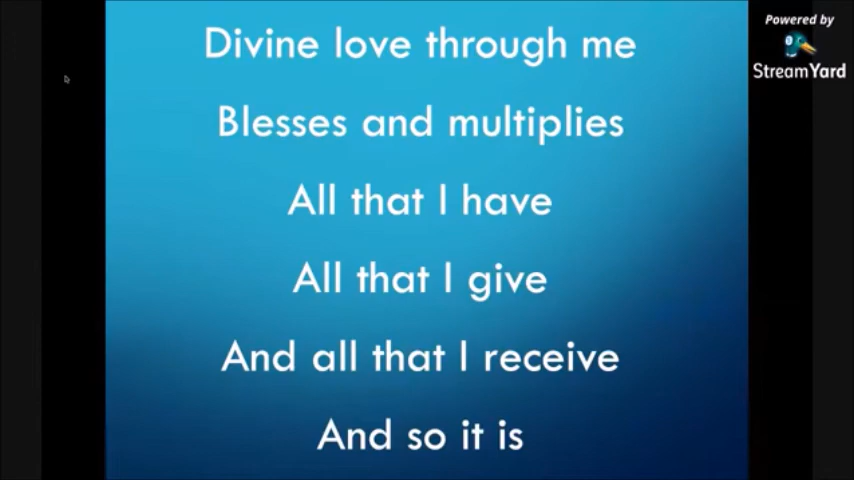 Divine love through me
Blesses and multiplies
All that I have
All that I give
And all that I receive
And so it is
Powered by
StreamYard